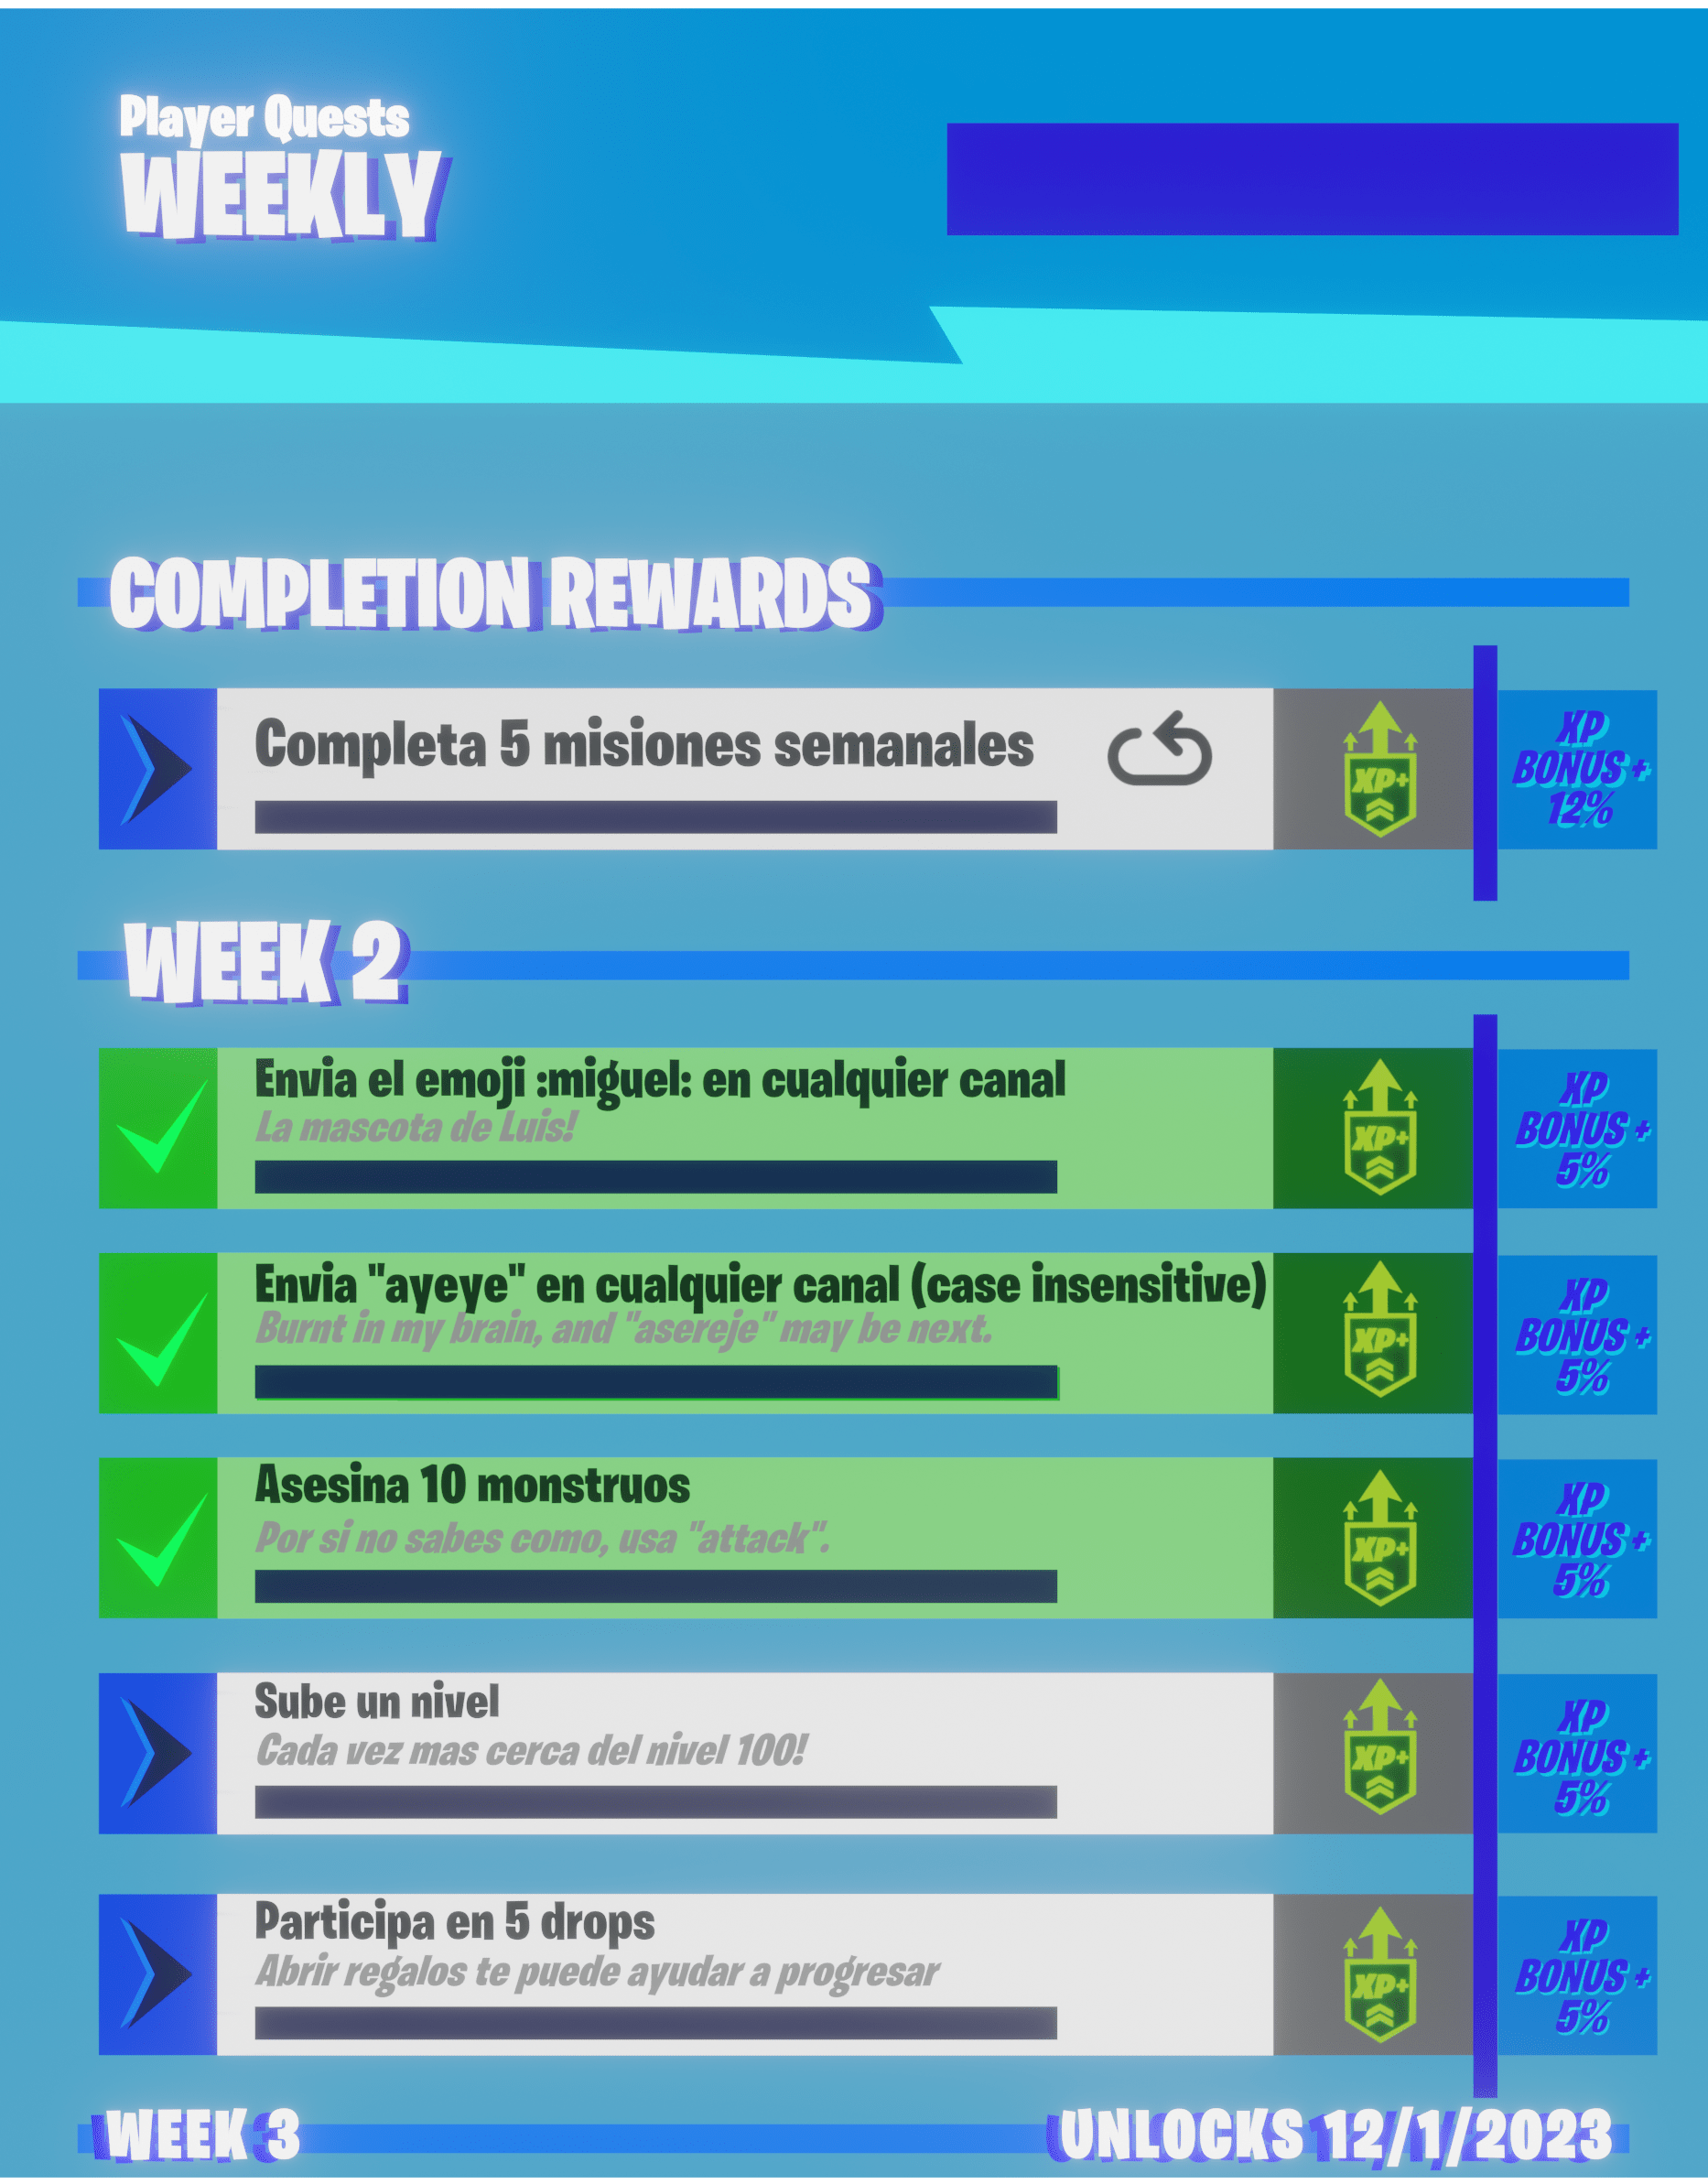 Player Quests
WEEKLY
COMPLETION REWARDS
Completa 5 misiones semanales
XP+
XP
BONUS +
12%
WEEK 2
Envia el emoji :miguel: en cualquier canal
La mascota de Luis!
XP+
XP
BONUS +
5%
Envia "ayeye" en cualquier canal (case insensitive)
Burnt in my brain, and "asereje" may be next.
XP+
XP
BONUS +
5%
Asesina 10 monstruos
Por si no sabes como, usa "attack".
XP+
XP
BONUS +
5%
Sube un nivel
Cada vez mas cerca del nivel 100!
XP+
XP
BONUS +
5%
Participa en 5 drops
Abrir regalos te puede ayudar a progresar
XP+
XP
BONUS +
5%
WEEK 3
UNLOCKS 12/1/2023